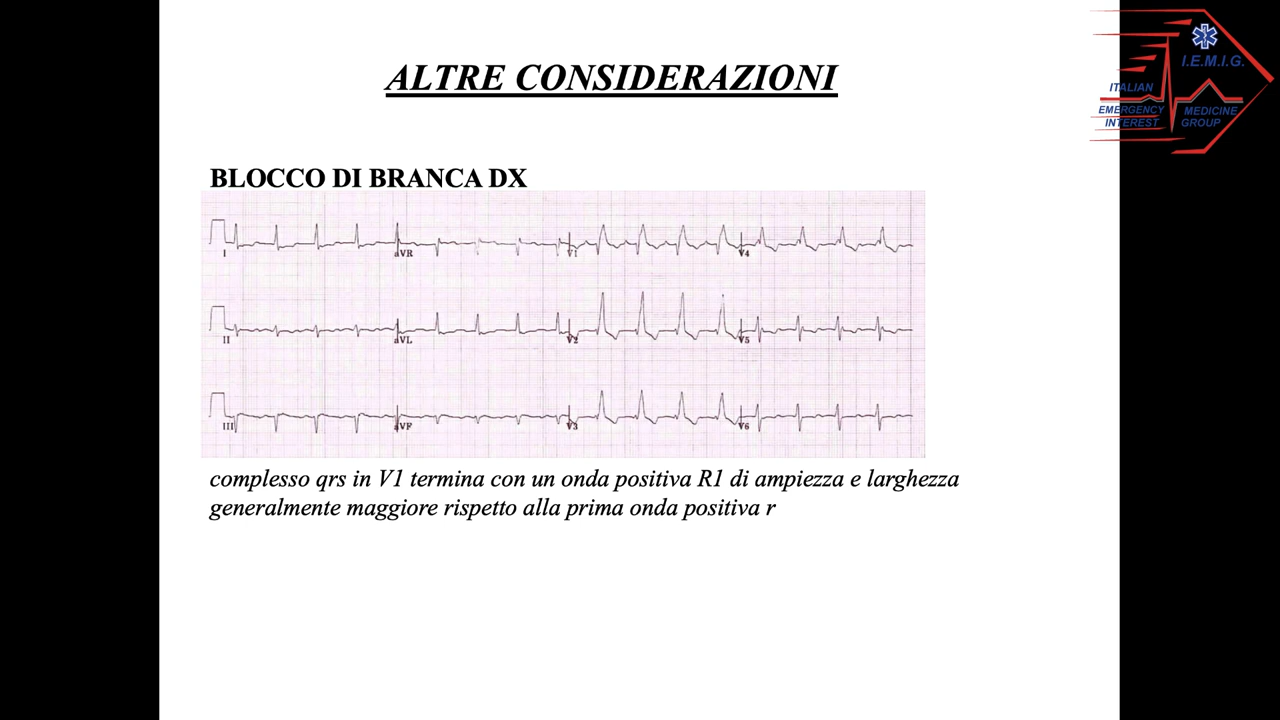 ALTRE CONSIDERAZIONI
I.E.M.I.G.
ITALIAN
EMERGENCY MEDICINE
INTEREST GROUP
BLOCCO DI BRANCA DX
I aVR V1 V4
II aVL V2 V5
III aVF V3 V6
complesso qrs in V1 termina con un onda positiva R1 di ampiezza e larghezza
generalmente maggiore rispetto alla prima onda positiva r